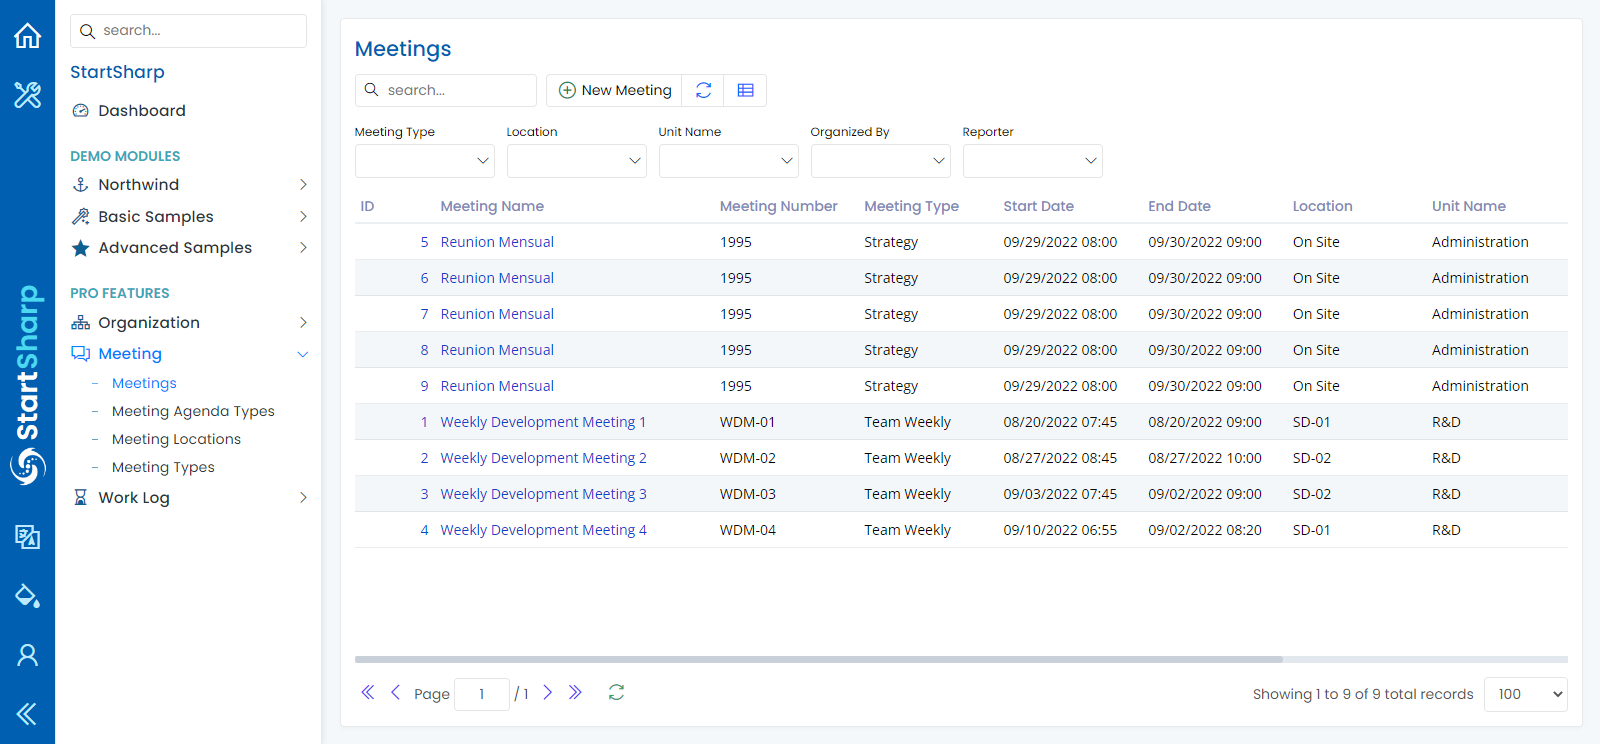 StartSharp
search...
StartSharp
Dashboard
DEMO MODULES
Northwind
Basic Samples
Advanced Samples
PRO FEATURES
Organization
Meeting
- Meetings
- Meeting Agenda Types
- Meeting Locations
- Meeting Types
Work Log
Meetings
search... New Meeting
Meeting Type Location Unit Name Organized By Reporter
ID Meeting Name Meeting Number Meeting Type Start Date End Date Location Unit Name
5 Reunion Mensual 1995 Strategy 09/29/2022 08:00 09/30/2022 09:00 On Site Administration
6 Reunion Mensual 1995 Strategy 09/29/2022 08:00 09/30/2022 09:00 On Site Administration
7 Reunion Mensual 1995 Strategy 09/29/2022 08:00 09/30/2022 09:00 On Site Administration
8 Reunion Mensual 1995 Strategy 09/29/2022 08:00 09/30/2022 09:00 On Site Administration
9 Reunion Mensual 1995 Strategy 09/29/2022 08:00 09/30/2022 09:00 On Site Administration
1 Weekly Development Meeting 1 WDM-01 Team Weekly 08/20/2022 07:45 08/20/2022 09:00 SD-01 R&D
2 Weekly Development Meeting 2 WDM-02 Team Weekly 08/27/2022 08:45 08/27/2022 10:00 SD-02 R&D
3 Weekly Development Meeting 3 WDM-03 Team Weekly 09/03/2022 07:45 09/02/2022 09:00 SD-02 R&D
4 Weekly Development Meeting 4 WDM-04 Team Weekly 09/10/2022 06:55 09/02/2022 08:20 SD-01 R&D
Page 1 / 1 Showing 1 to 9 of 9 total records 100